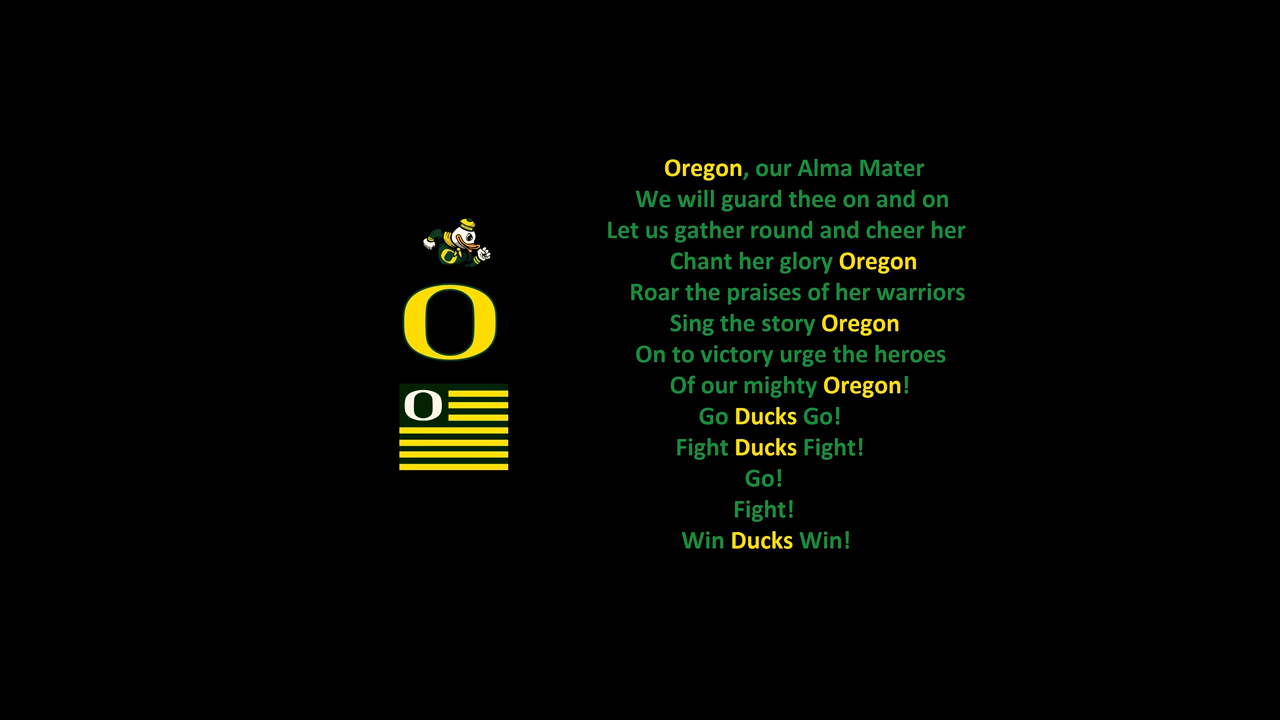 Oregon, our Alma Mater
We will guard thee on and on
Let us gather round and cheer her
Chant her glory Oregon
Roar the praises of her warriors
Sing the story Oregon
On to victory urge the heroes
Of our mighty Oregon!
Go Ducks Go!
Fight Ducks Fight!
Go!
Fight!
Win Ducks Win!
O
O
O